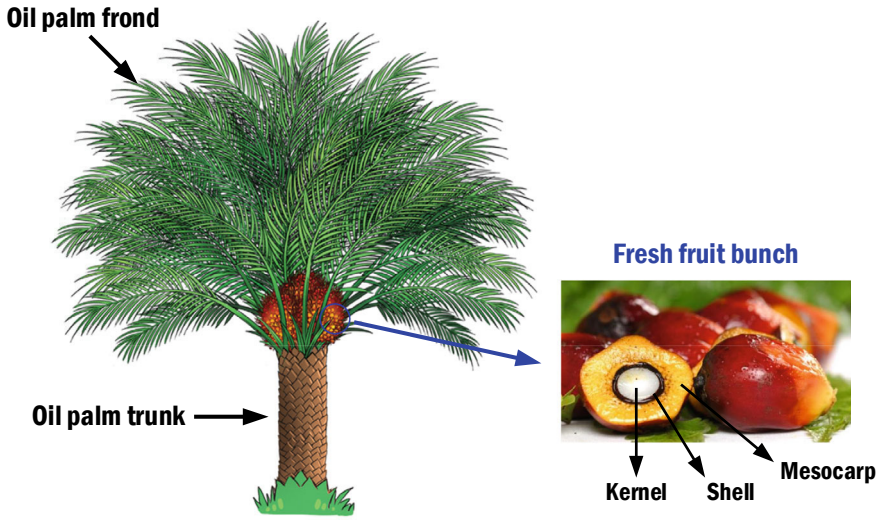 Oil palm frond
Fresh fruit bunch
Oil palm trunk
Mesocarp
Kernel
Shell